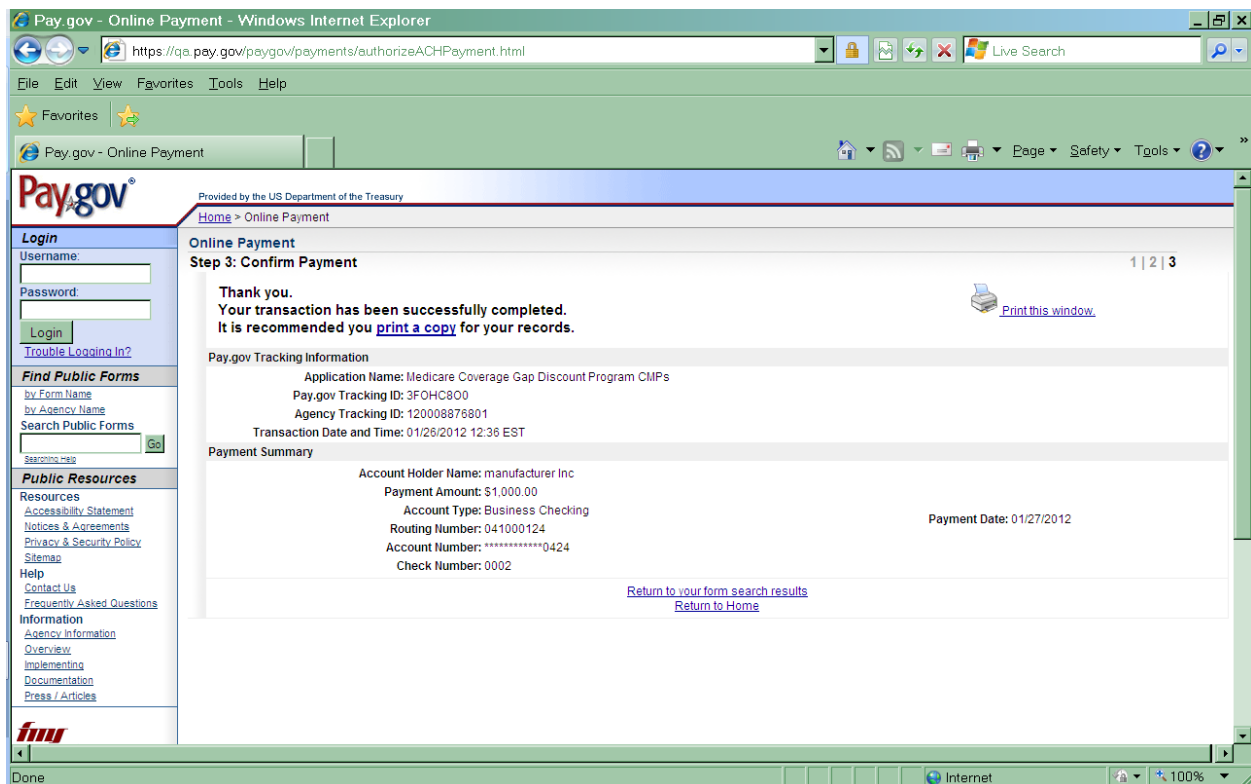 Pay.gov - Online Payment - Windows Internet Explorer
https://qa.pay.gov/paygov/payments/authorizeACHPayment.html
Live Search
File Edit View Favorites Tools Help
Favorites
Pay.gov - Online Payment
Page Safety Tools
Pay.gov
Provided by the US Department of the Treasury
Home > Online Payment
Login
Username:
Password:
Login
Trouble Logging In?
Find Public Forms
by Form Name
by Agency Name
Search Public Forms
Go
Searching Help
Public Resources
Resources
Accessibility Statement
Notices & Agreements
Privacy & Security Policy
Sitemap
Help
Contact Us
Frequently Asked Questions
Information
Agency Information
Overview
Implementing
Documentation
Press / Articles
Online Payment
Step 3: Confirm Payment
1 | 2 | 3
Thank you.
Your transaction has been successfully completed.
It is recommended you print a copy for your records.
Print this window.
Pay.gov Tracking Information
Application Name: Medicare Coverage Gap Discount Program CMPs
Pay.gov Tracking ID: 3FOHC8O0
Agency Tracking ID: 120008876801
Transaction Date and Time: 01/26/2012 12:36 EST
Payment Summary
Account Holder Name: manufacturer Inc
Payment Amount: $1,000.00
Account Type: Business Checking
Routing Number: 041000124
Account Number: ************0424
Check Number: 0002
Payment Date: 01/27/2012
Return to your form search results
Return to Home
Done
Internet
100%